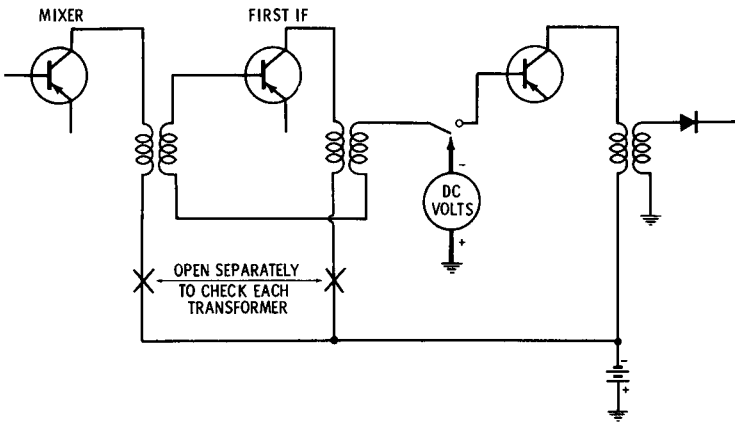 MIXER
FIRST IF
-
DC
VOLTS
+
OPEN SEPARATELY
TO CHECK EACH
TRANSFORMER
-
+